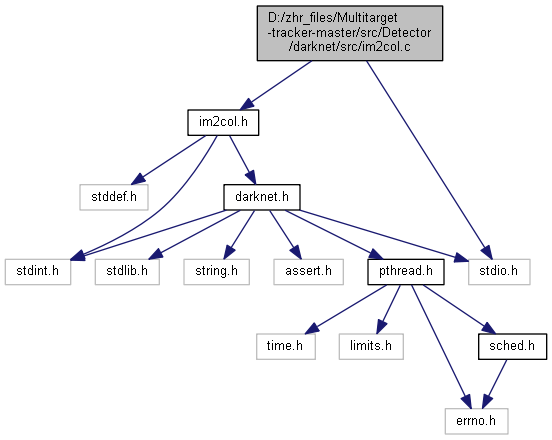 D:/zhr_files/Multitarget
-tracker-master/src/Detector
/darknet/src/im2col.c
im2col.h
stddef.h
darknet.h
stdint.h
stdlib.h
string.h
assert.h
pthread.h
stdio.h
time.h
limits.h
sched.h
errno.h